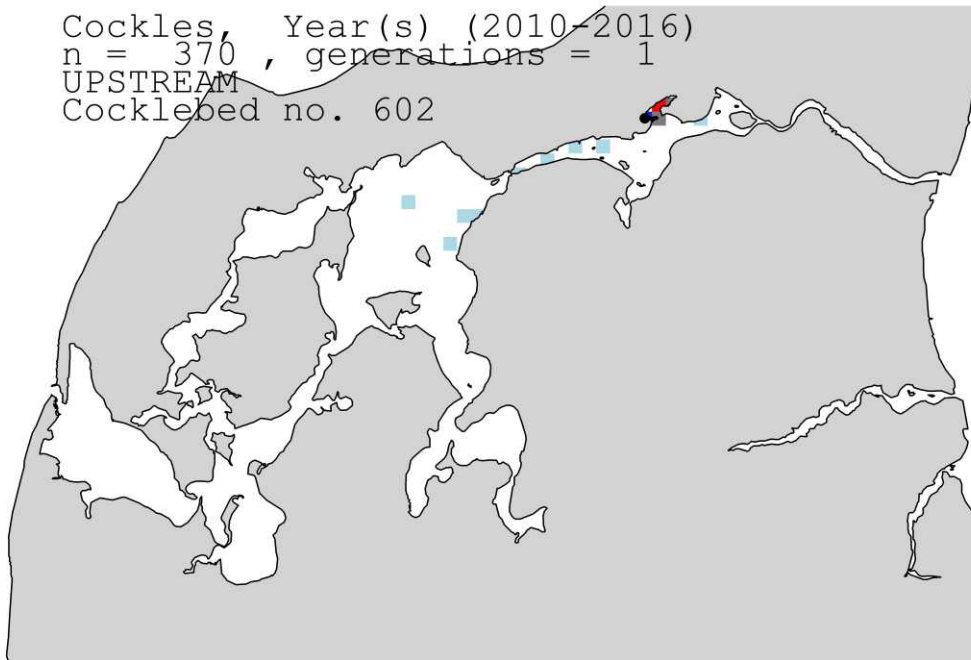 Cockles,  Year(s) (2010-2016)
n =  370 , generations =  1
UPSTREAM
Cocklebed no. 602